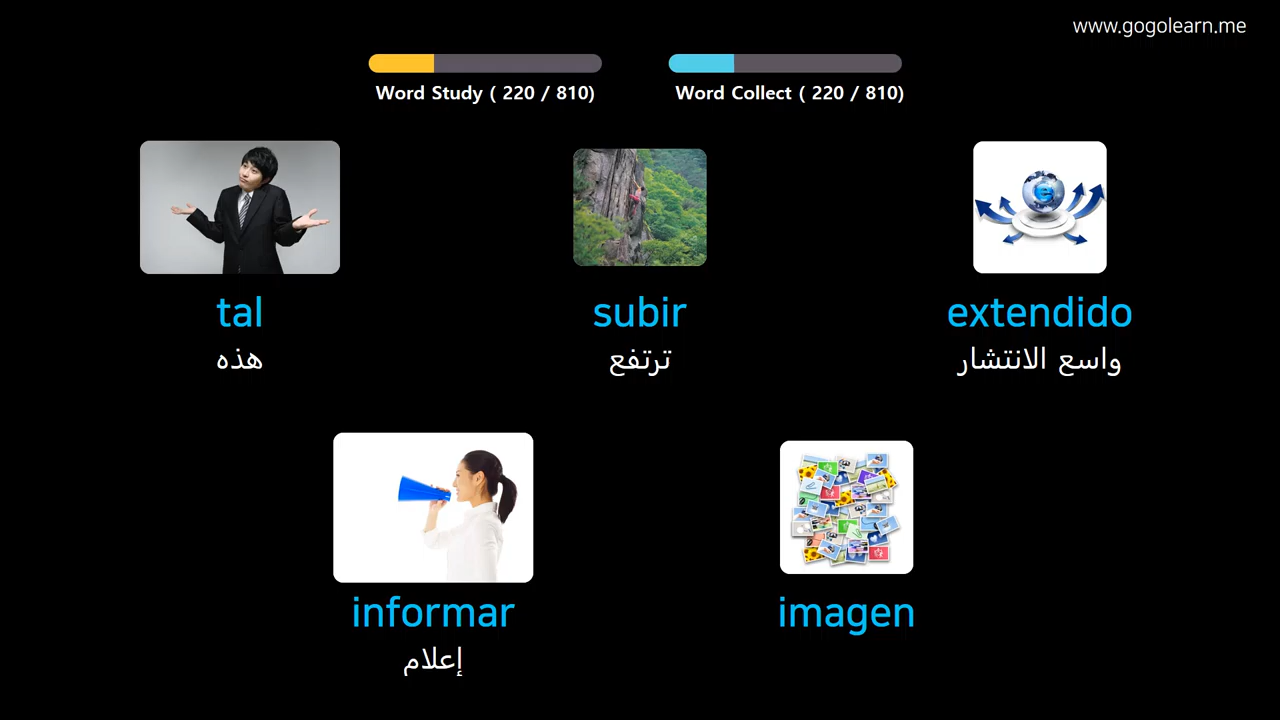 www.gogolearn.me
Word Study ( 220 / 810)
Word Collect ( 220 / 810)
tal
هذه
subir
ترتفع
extendido
واسع الانتشار
informar
إعلام
imagen